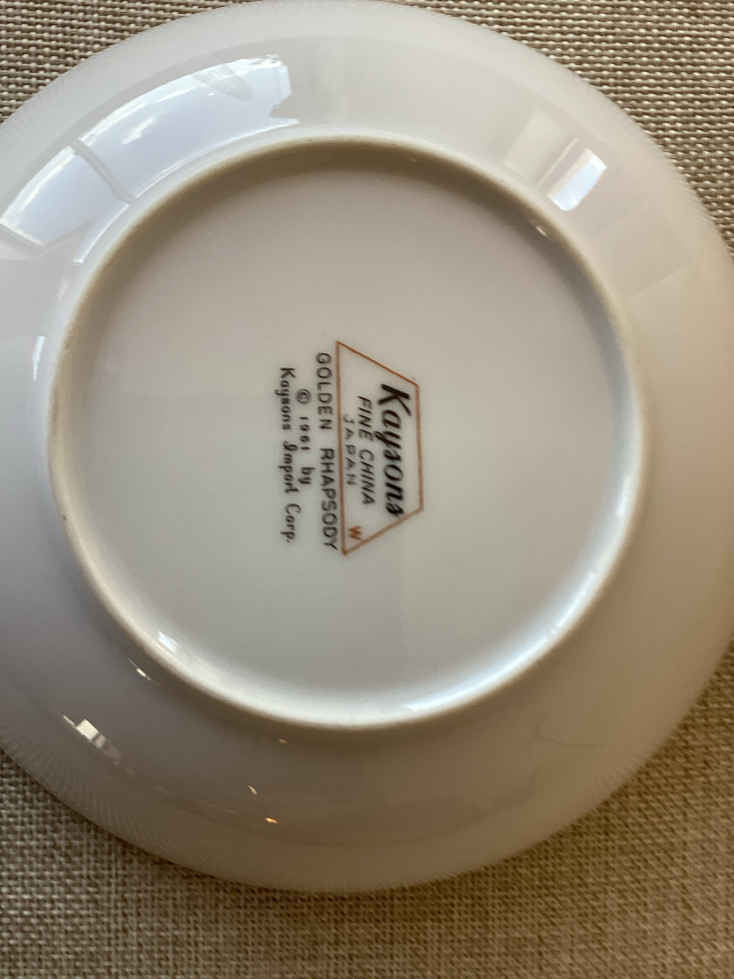 Kaysons
FINE CHINA
JAPAN
W
GOLDEN RHAPSODY
© 1961 by
Kaysons Import Corp.